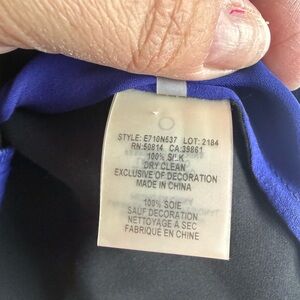 O
STYLE: E710N537 LOT: 2184
RN:50814 CA:39861
100% SILK
DRY CLEAN
EXCLUSIVE OF DECORATION
MADE IN CHINA
100% SOIE
SAUF DECORATION
NETTOYAGE A SEC
FABRIQUE EN CHINE